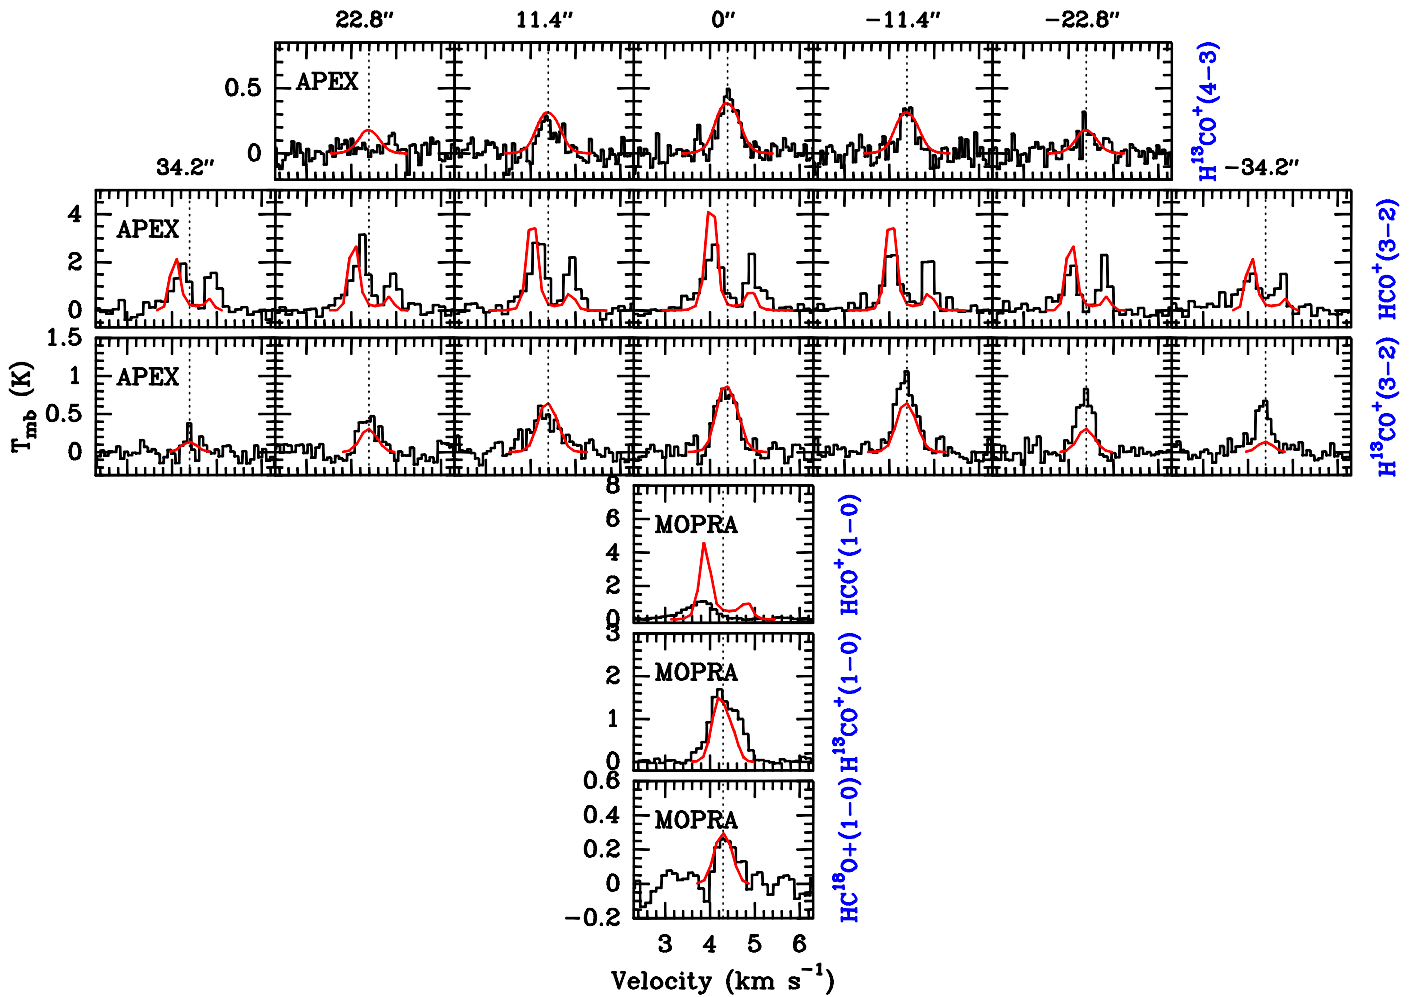 22.8″ 11.4″ 0″ −11.4″ −22.8″
APEX
0.5
0
H¹³CO⁺(4−3)
34.2″ −34.2″
APEX
4
2
0
HCO⁺(3−2)
APEX
1.5
1
0.5
0
H¹³CO⁺(3−2)
T_mb (K)
MOPRA
8
6
4
2
0
HCO⁺(1−0)
MOPRA
3
2
1
0
H¹³CO⁺(1−0)
MOPRA
0.6
0.4
0.2
0
−0.2
HC¹⁸O+(1−0)
3 4 5 6
Velocity (km s⁻¹)